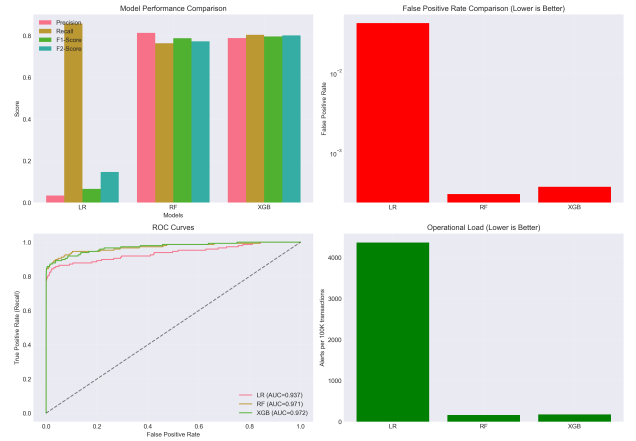 Model Performance Comparison
Precision
Recall
F1-Score
F2-Score
0.8
0.6
0.4
0.2
0.0
Score
LR
RF
XGB
Models
False Positive Rate Comparison (Lower is Better)
10⁻²
10⁻³
False Positive Rate
LR
RF
XGB
ROC Curves
1.0
0.8
0.6
0.4
0.2
0.0
True Positive Rate (Recall)
LR (AUC=0.937)
RF (AUC=0.971)
XGB (AUC=0.972)
0.0
0.2
0.4
0.6
0.8
1.0
False Positive Rate
Operational Load (Lower is Better)
4000
3000
2000
1000
0
Alerts per 100K transactions
LR
RF
XGB